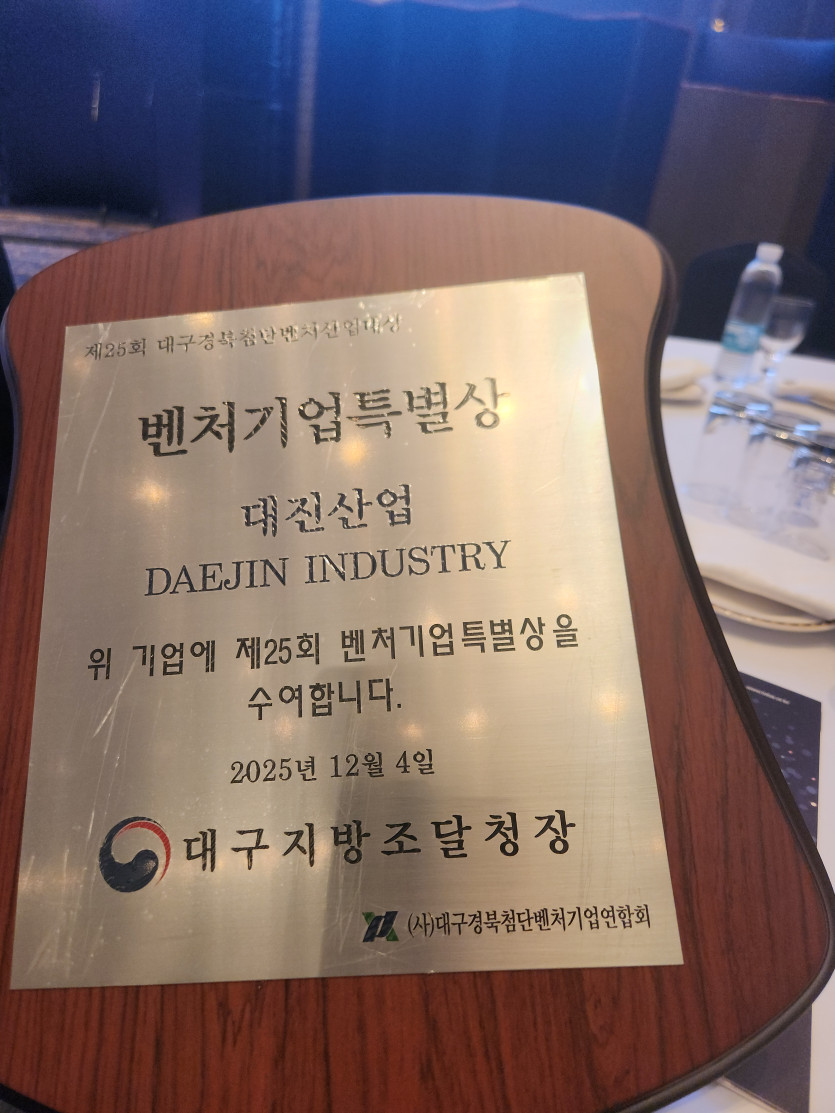 제25회 대구경북첨단벤처산업대상
벤처기업특별상
대진산업
DAEJIN INDUSTRY
위 기업에 제25회 벤처기업특별상을
수여합니다.
2025년 12월 4일
대구지방조달청장
(사)대구경북첨단벤처기업연합회